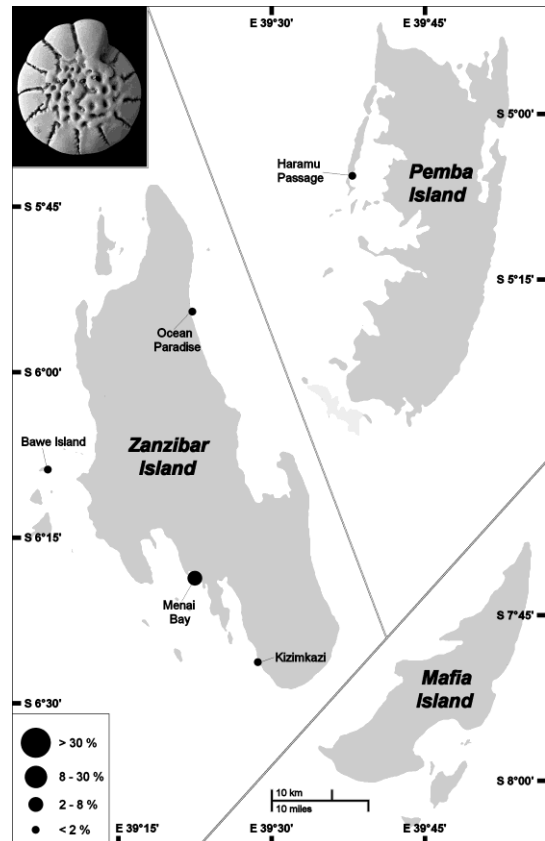 E 39°30'
E 39°45'
S 5°00'
Haramu
Passage
Pemba
Island
S 5°45'
S 5°15'
Ocean
Paradise
S 6°00'
Bawe Island
Zanzibar
Island
S 6°15'
Menai
Bay
S 7°45'
Kizimkazi
Mafia
Island
S 6°30'
> 30 %
8 - 30 %
2 - 8 %
< 2 %
S 8°00'
10 km
10 miles
E 39°15'
E 39°30'
E 39°45'